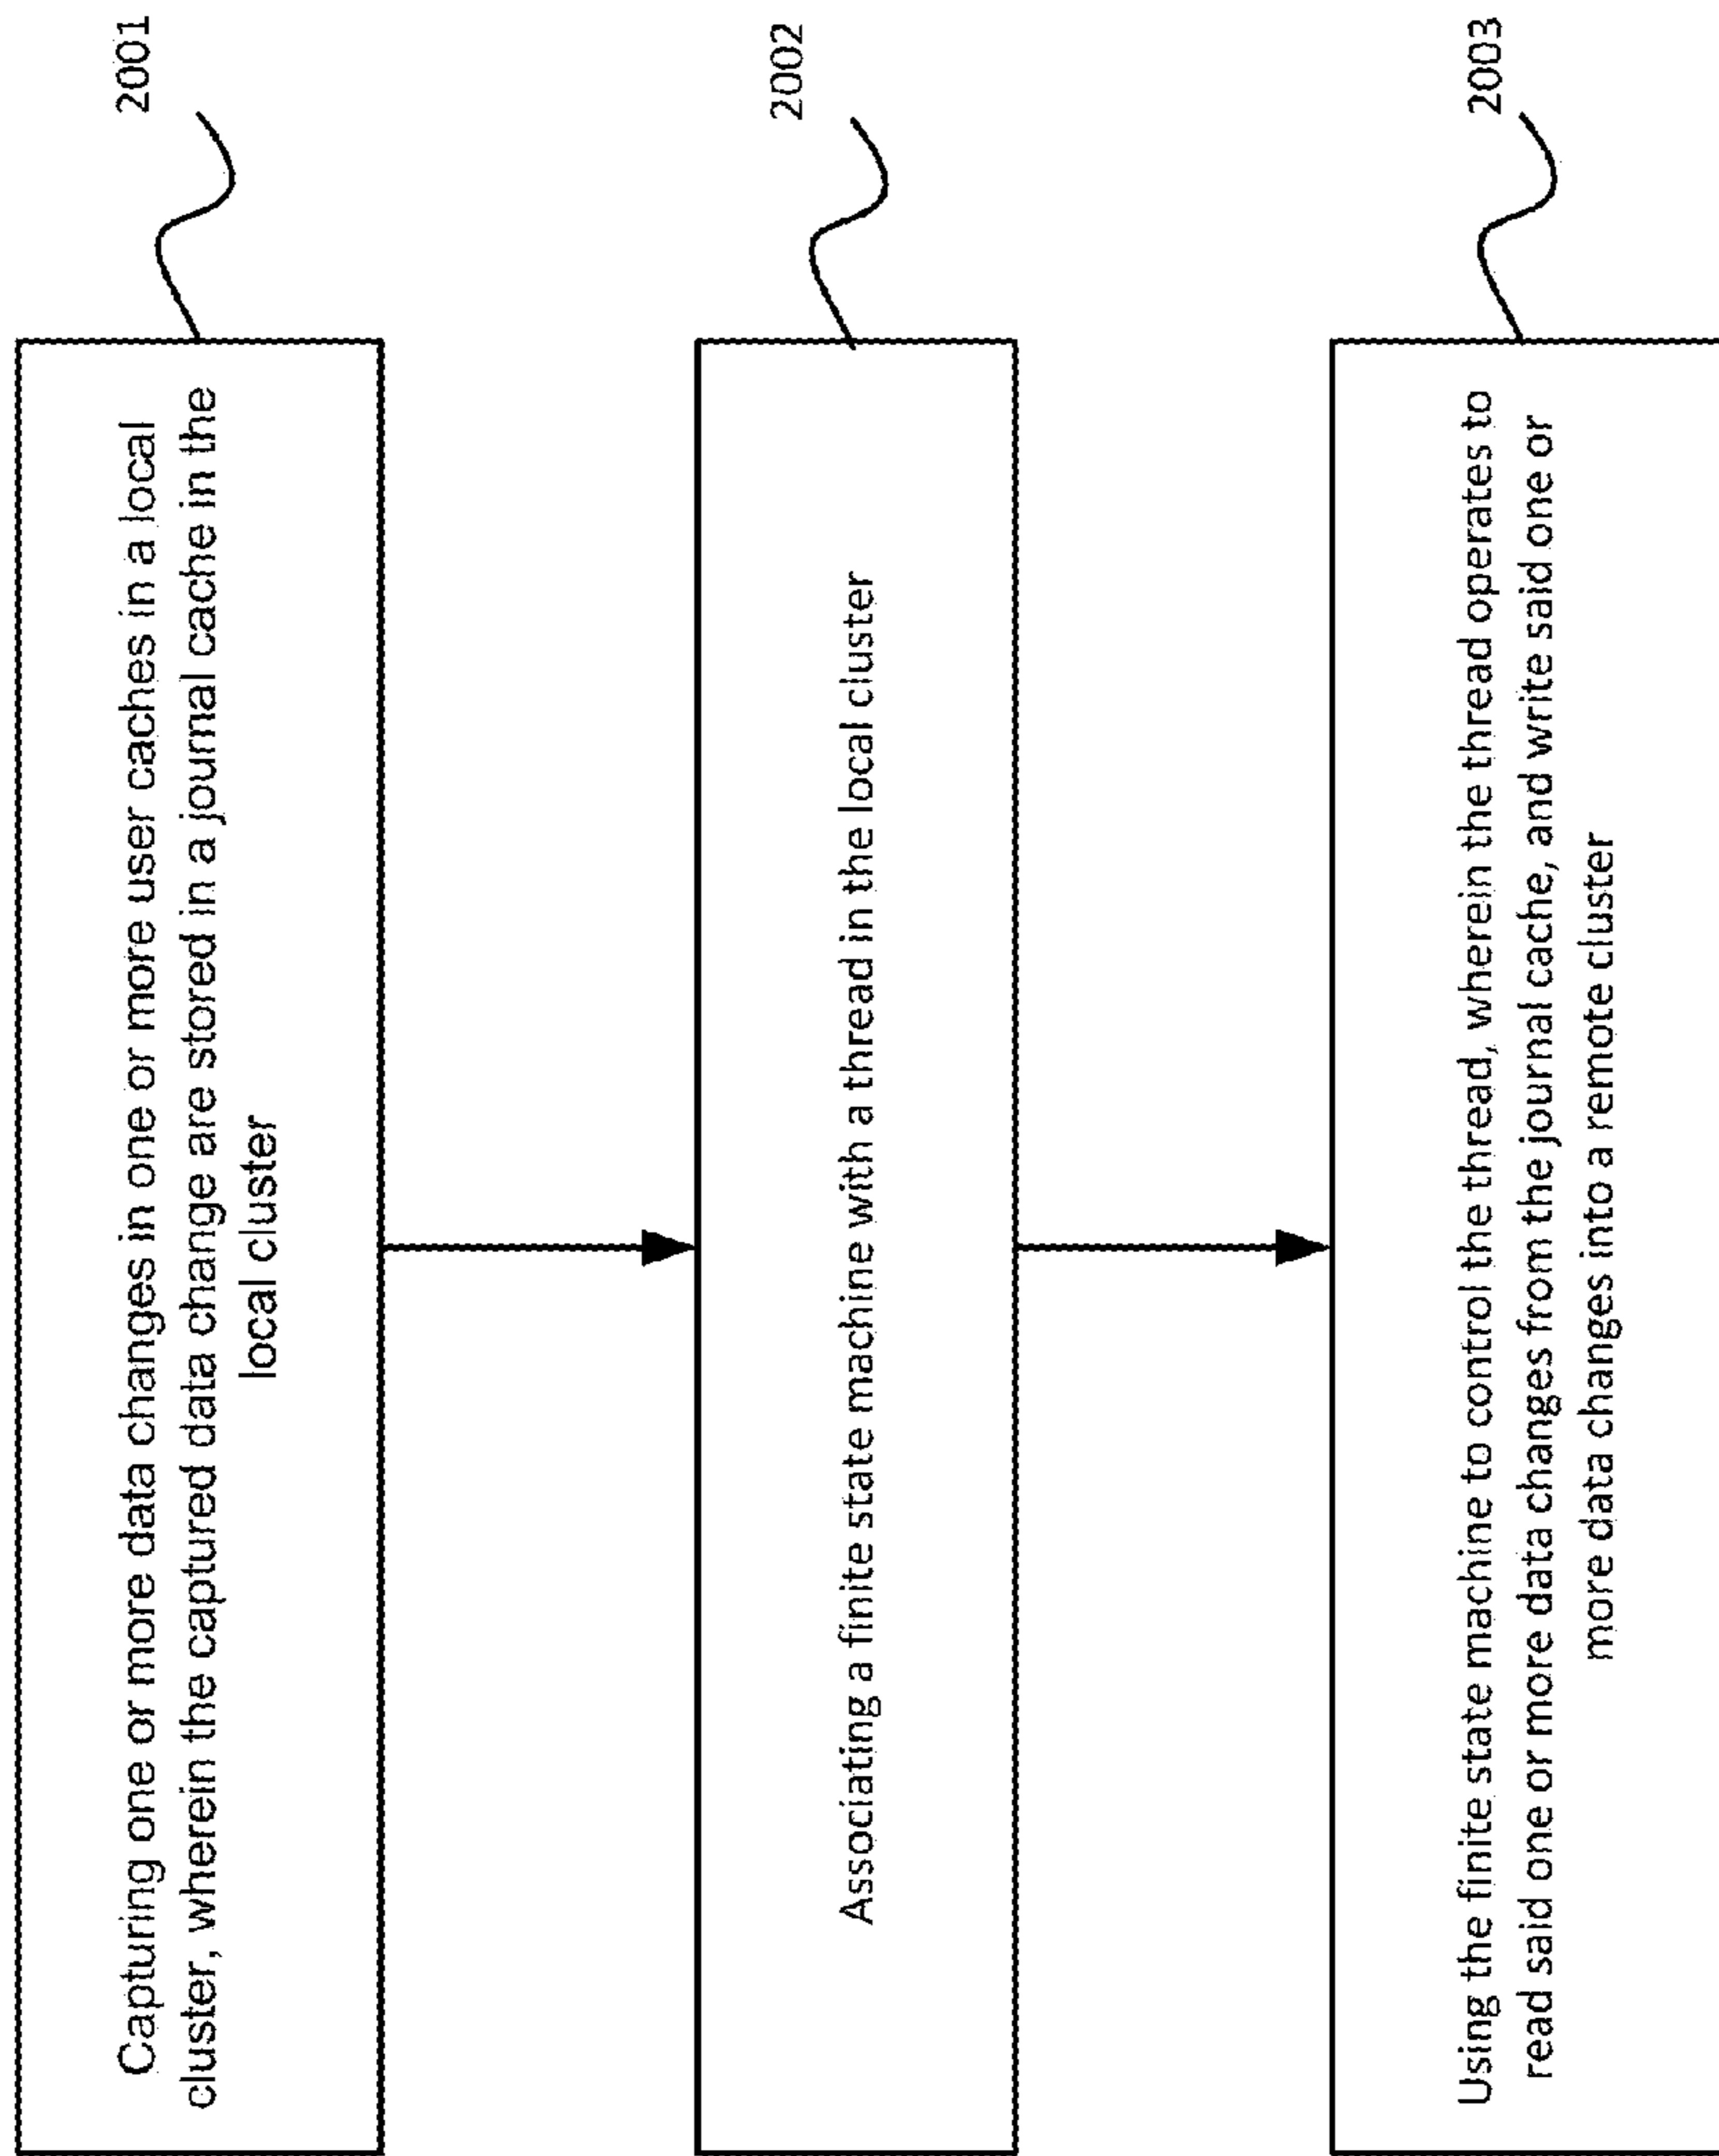 Capturing one or more data changes in one or more user caches in a local
cluster, wherein the captured data change are stored in a journal cache in the
local cluster
2001
Associating a finite state machine with a thread in the local cluster
2002
Using the finite state machine to control the thread, wherein the thread operates to
read said one or more data changes from the journal cache, and write said one or
more data changes into a remote cluster
2003